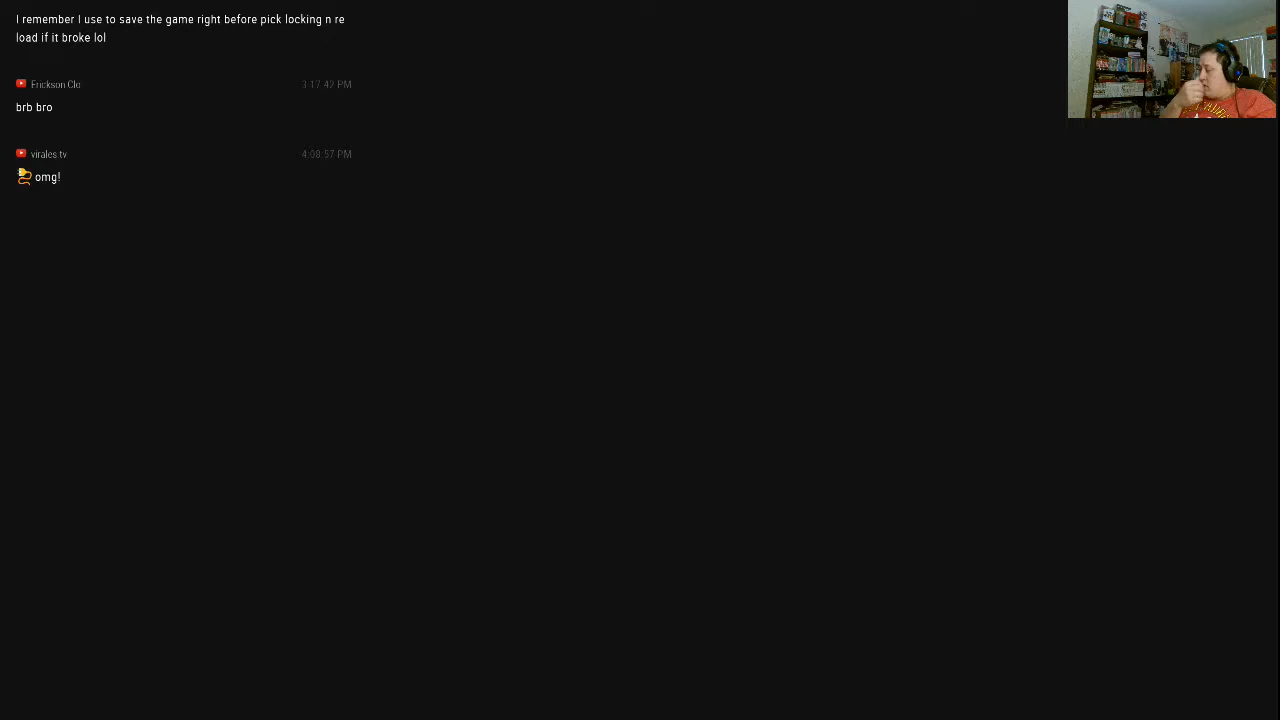 I remember I use to save the game right before pick locking n re
load if it broke lol
Erickson Clo
3:17:42 PM
brb bro
virales.tv
4:08:57 PM
omg!